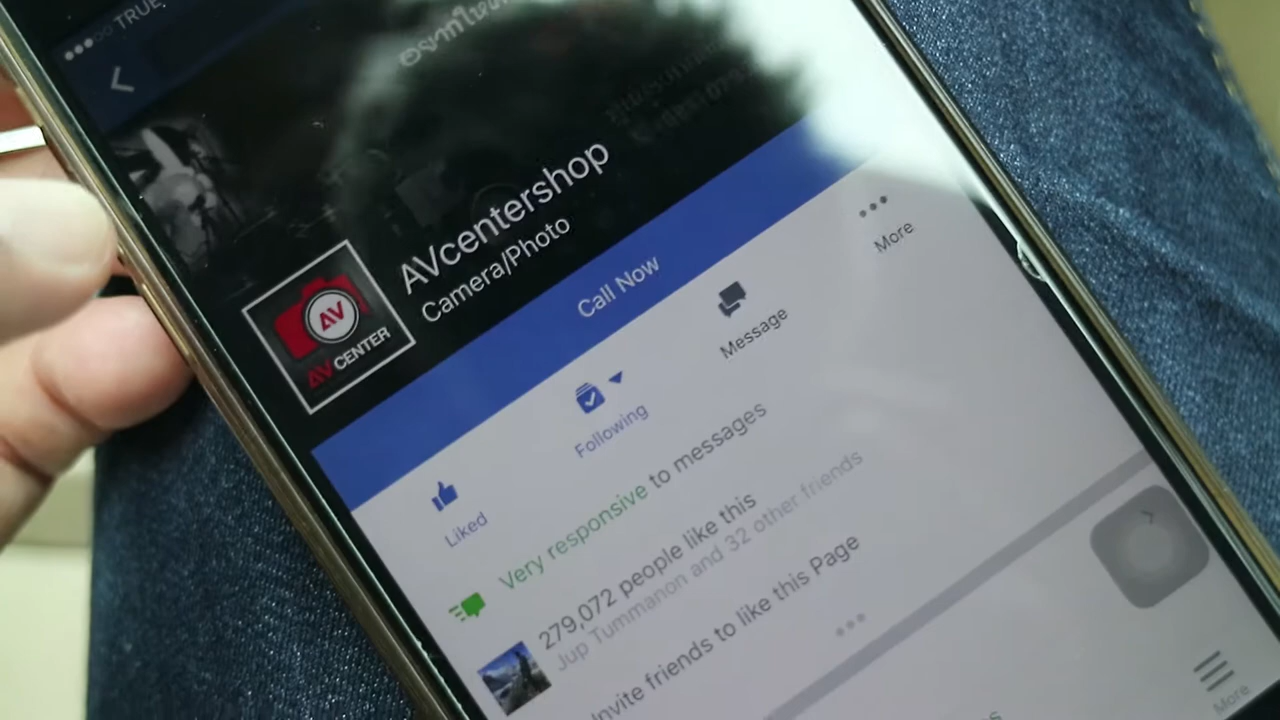 TRUE
AVcentershop
Camera/Photo
AV
AV CENTER
Call Now
Liked
Following
Message
More
Very responsive to messages
279,072 people like this
Jup Tummanon and 32 other friends
Invite friends to like this Page
More